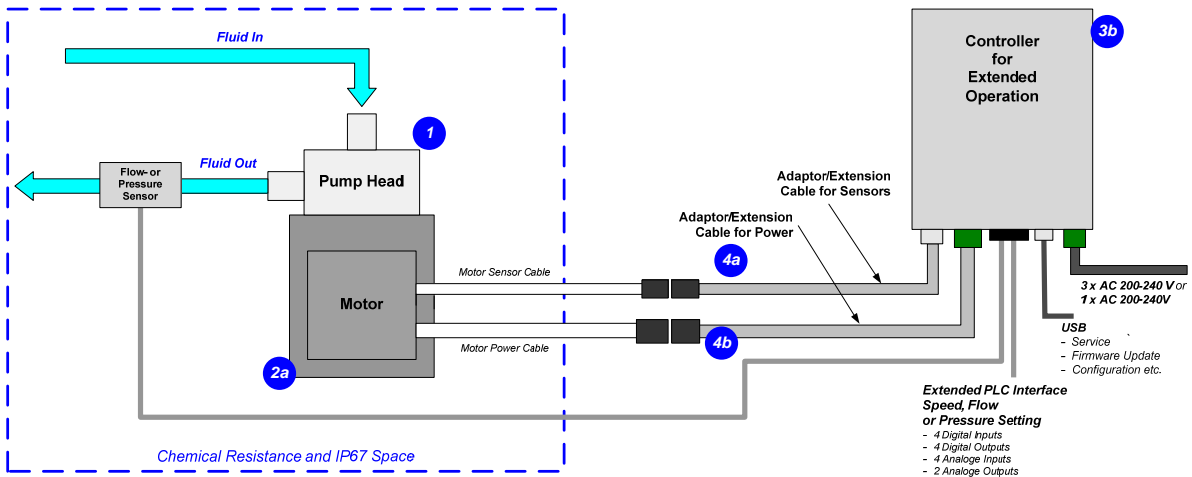 Fluid In
1
Fluid Out
Flow- or
Pressure
Sensor
Pump Head
Motor
2a
Motor Sensor Cable
Motor Power Cable
Chemical Resistance and IP67 Space
Controller
for
Extended
Operation
3b
Adaptor/Extension
Cable for Sensors
Adaptor/Extension
Cable for Power
4a
4b
3 x AC 200-240 V or
1 x AC 200-240V
USB
- Service
- Firmware Update
- Configuration etc.
Extended PLC Interface
Speed, Flow
or Pressure Setting
- 4 Digital Inputs
- 4 Digital Outputs
- 4 Analoge Inputs
- 2 Analoge Outputs